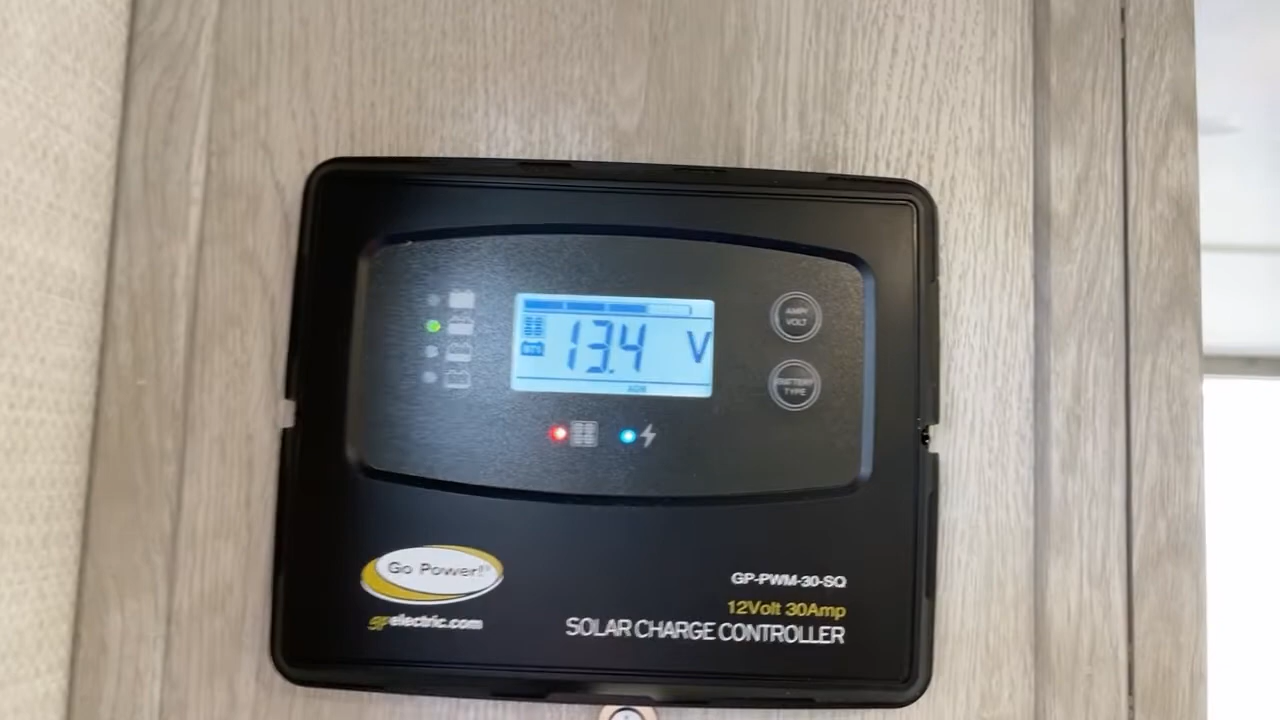 13.4 V
AGM
AMP/
VOLT
BATTERY
TYPE
Go Power!®
gpelectric.com
GP-PWM-30-SQ
12Volt 30Amp
SOLAR CHARGE CONTROLLER